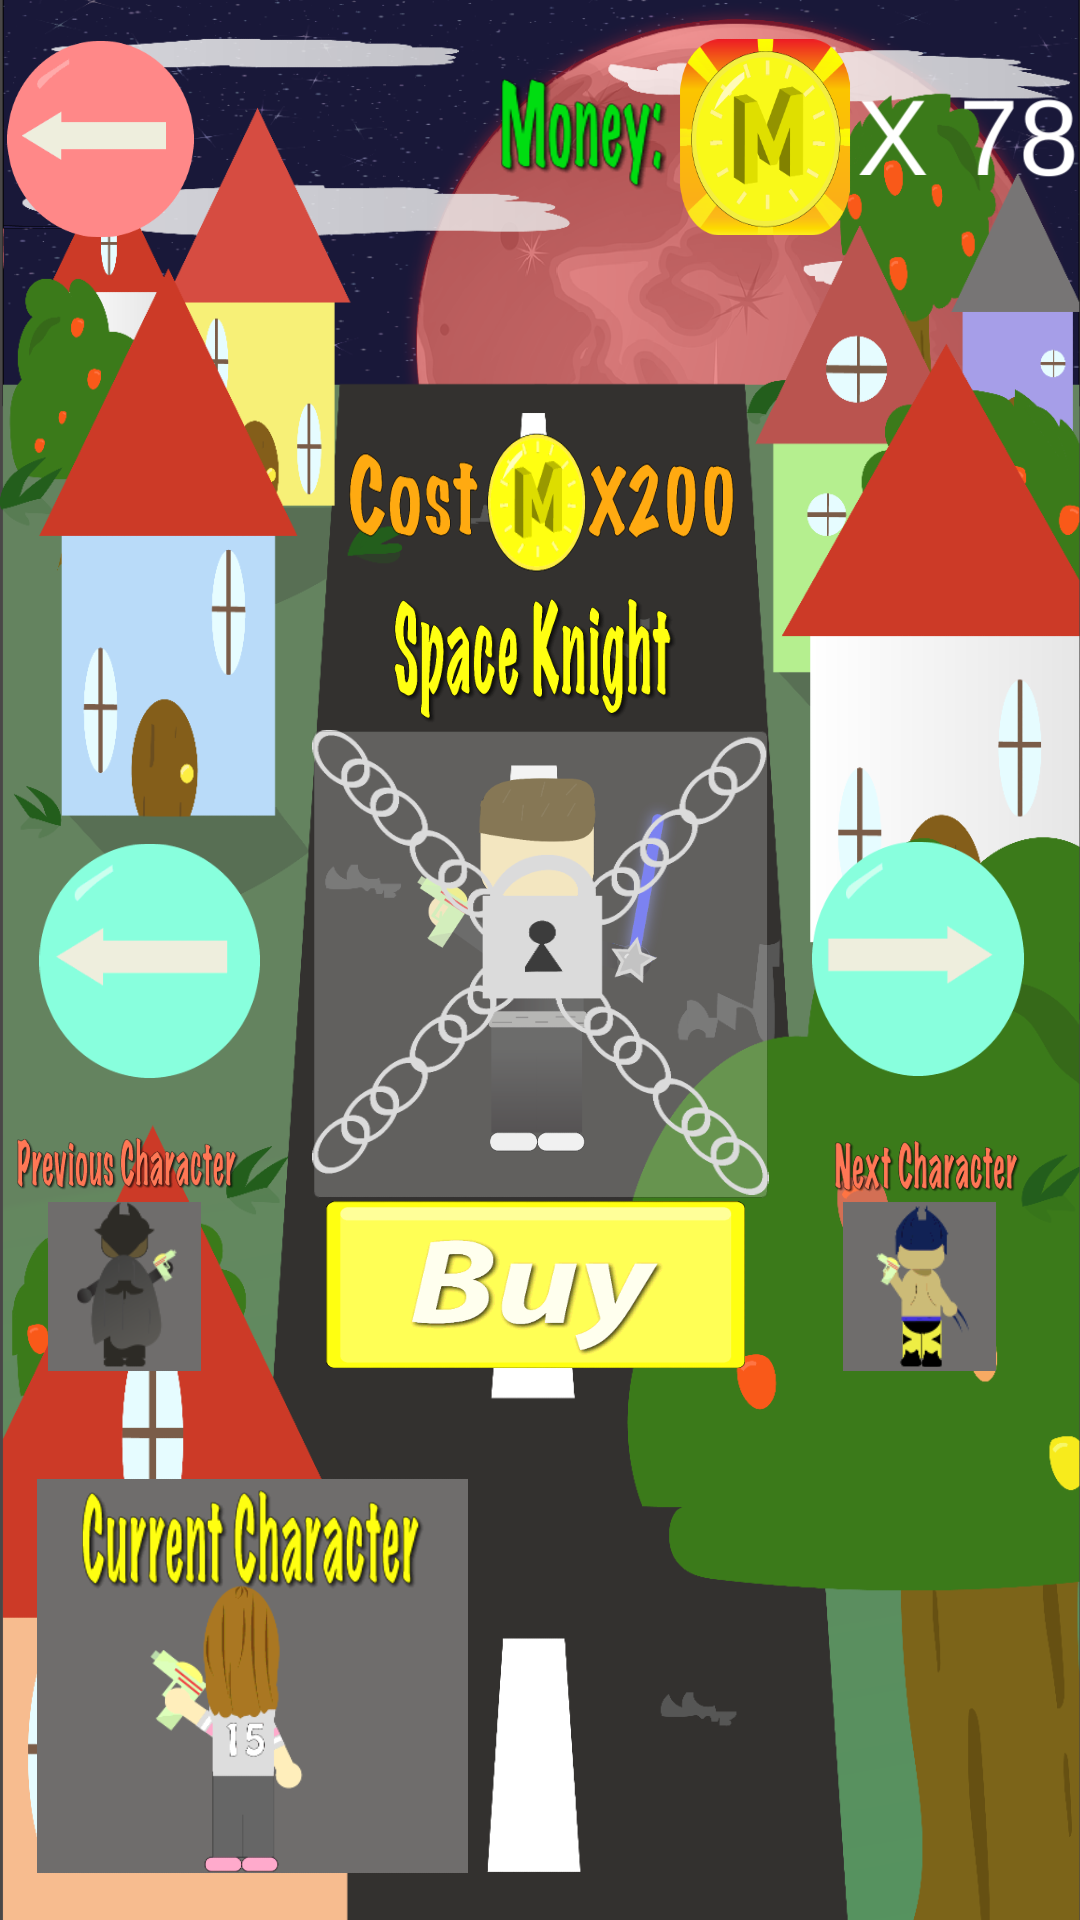 Money: M X 78
Cost M X200
Space Knight
Previous Character
Next Character
Buy
Current Character
15